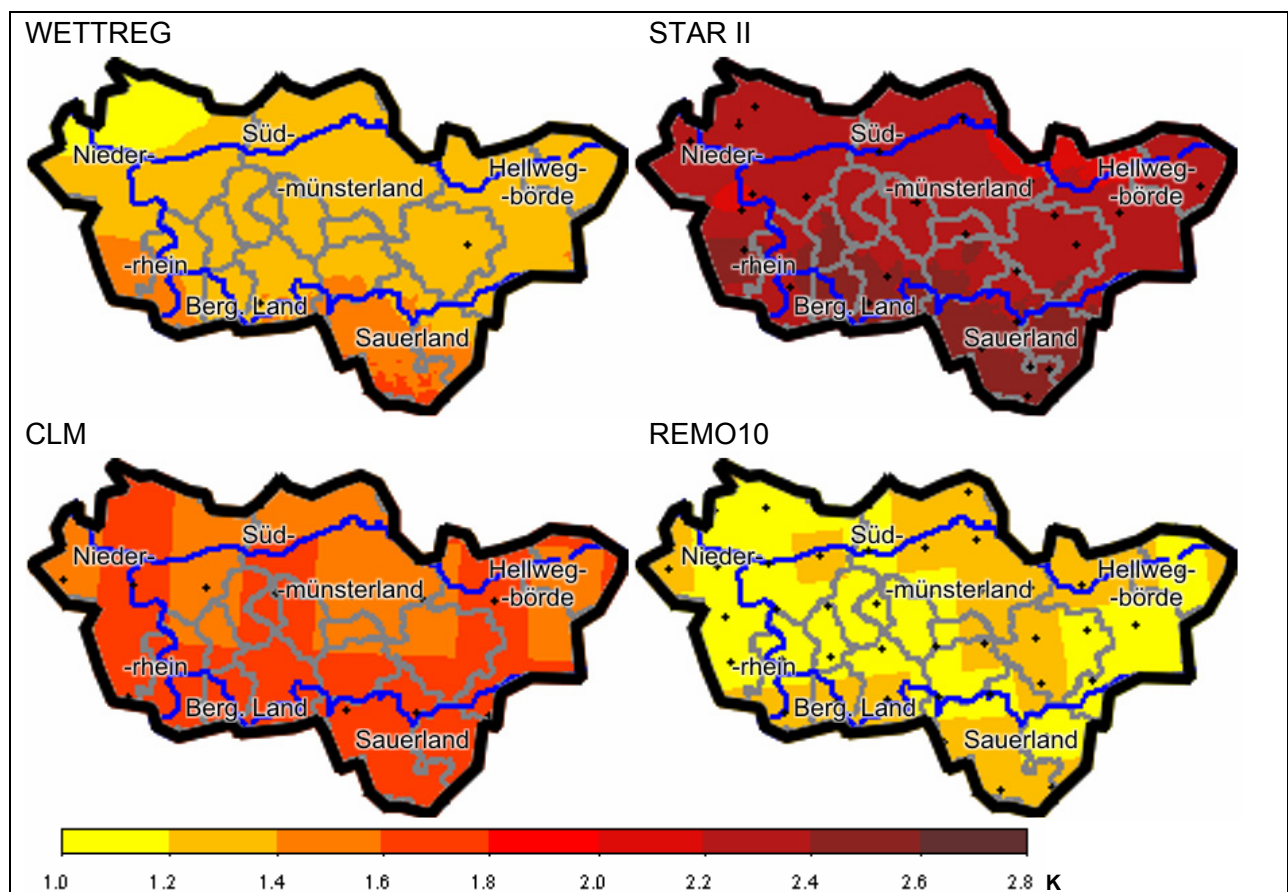 WETTREG
STAR II
Süd-
Nieder-
Hellweg-
-münsterland
-börde
-rhein
Berg. Land
Sauerland
Süd-
Nieder-
Hellweg-
-münsterland
-börde
-rhein
Berg. Land
Sauerland
CLM
REMO10
Süd-
Nieder-
Hellweg-
-münsterland
-börde
-rhein
Berg. Land
Sauerland
Süd-
Nieder-
Hellweg-
-münsterland
-börde
-rhein
Berg. Land
Sauerland
1.0 1.2 1.4 1.6 1.8 2.0 2.2 2.4 2.6 2.8 K